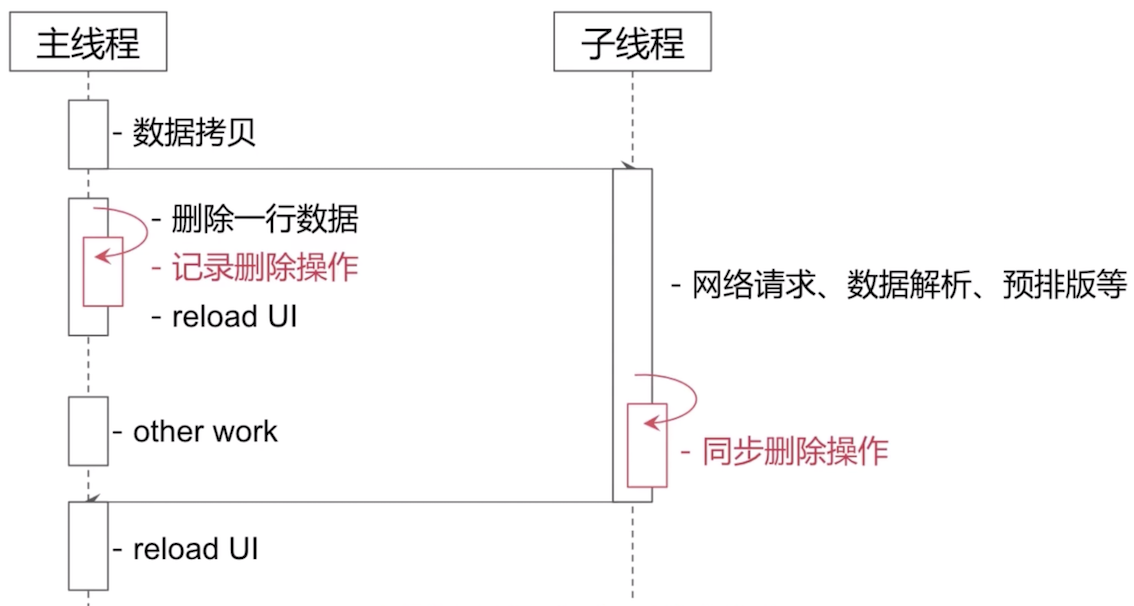 主线程
子线程
- 数据拷贝
- 删除一行数据
- 记录删除操作
- 网络请求、数据解析、预排版等
- reload UI
- other work
- 同步删除操作
- reload UI